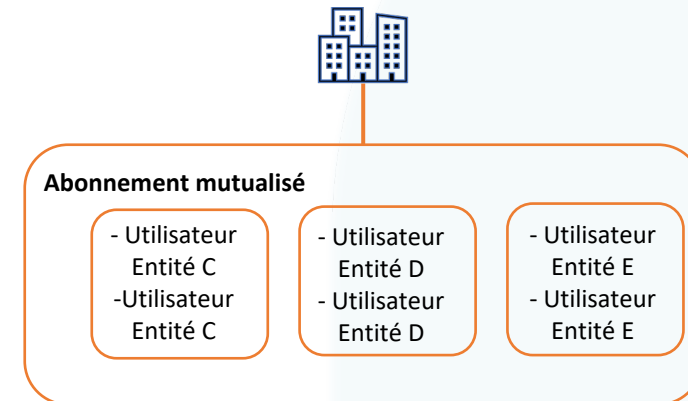 Abonnement mutualisé
- Utilisateur
Entité C
-Utilisateur
Entité C
- Utilisateur
Entité D
- Utilisateur
Entité D
- Utilisateur
Entité E
- Utilisateur
Entité E